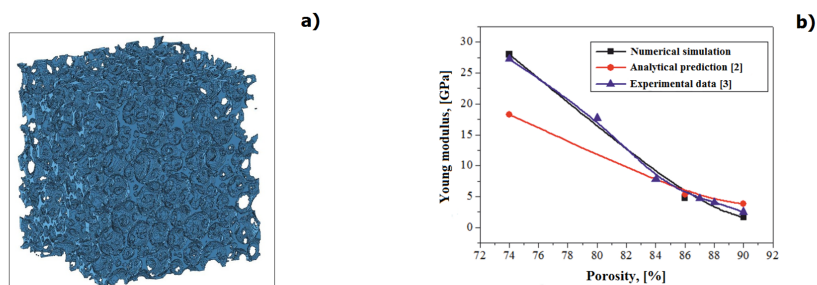 a)
b)
Numerical simulation
Analytical prediction [2]
Experimental data [3]
Young modulus, [GPa]
30
25
20
15
10
5
0
72 74 76 78 80 82 84 86 88 90 92
Porosity, [%]